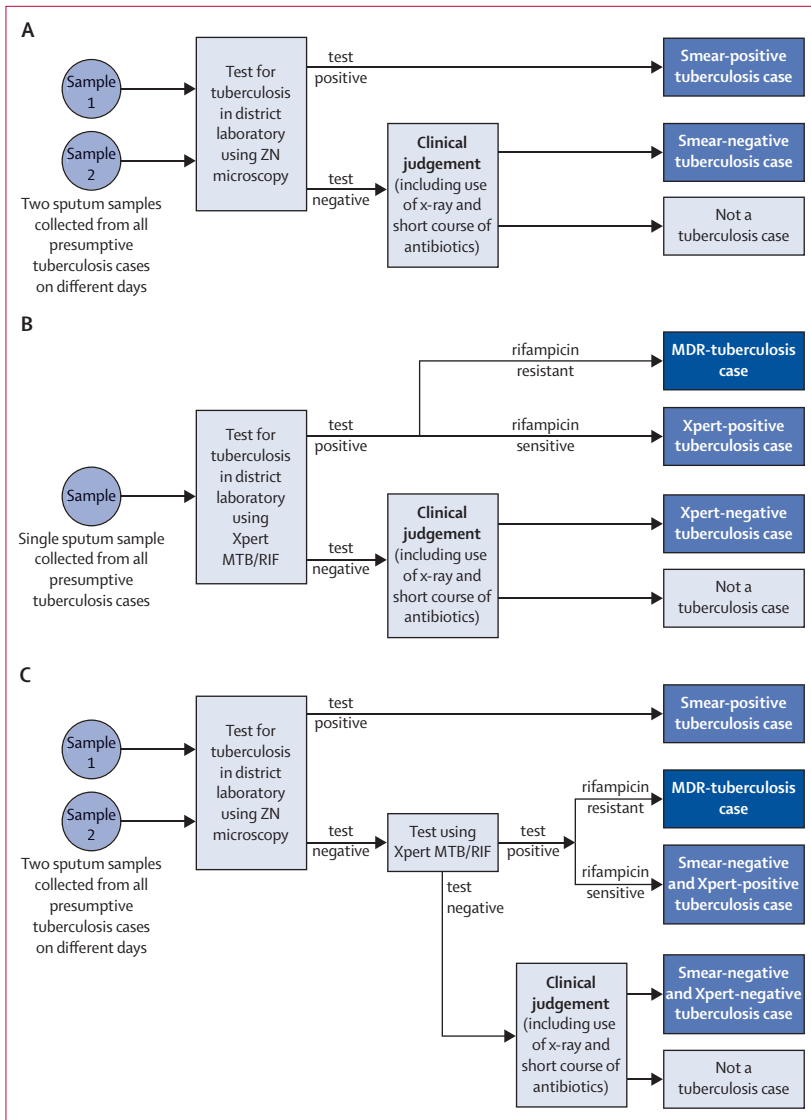 A
Sample
1
Sample
2
Two sputum samples
collected from all
presumptive
tuberculosis cases
on different days
Test for
tuberculosis
in district
laboratory
using ZN
microscopy
test
positive
test
negative
Clinical
judgement
(including use
of x-ray and
short course of
antibiotics)
Smear-positive
tuberculosis case
Smear-negative
tuberculosis case
Not a
tuberculosis case
B
Sample
Single sputum sample
collected from all
presumptive
tuberculosis cases
Test for
tuberculosis
in district
laboratory
using
Xpert
MTB/RIF
test
positive
test
negative
rifampicin
resistant
rifampicin
sensitive
Clinical
judgement
(including use
of x-ray and
short course of
antibiotics)
MDR-tuberculosis
case
Xpert-positive
tuberculosis case
Xpert-negative
tuberculosis case
Not a
tuberculosis case
C
Sample
1
Sample
2
Two sputum samples
collected from all
presumptive
tuberculosis cases
on different days
Test for
tuberculosis
in district
laboratory
using ZN
microscopy
test
positive
test
negative
Test using
Xpert MTB/RIF
test
positive
test
negative
rifampicin
resistant
rifampicin
sensitive
Clinical
judgement
(including use
of x-ray and
short course of
antibiotics)
Smear-positive
tuberculosis case
MDR-tuberculosis
case
Smear-negative
and Xpert-positive
tuberculosis case
Smear-negative
and Xpert-negative
tuberculosis case
Not a
tuberculosis case